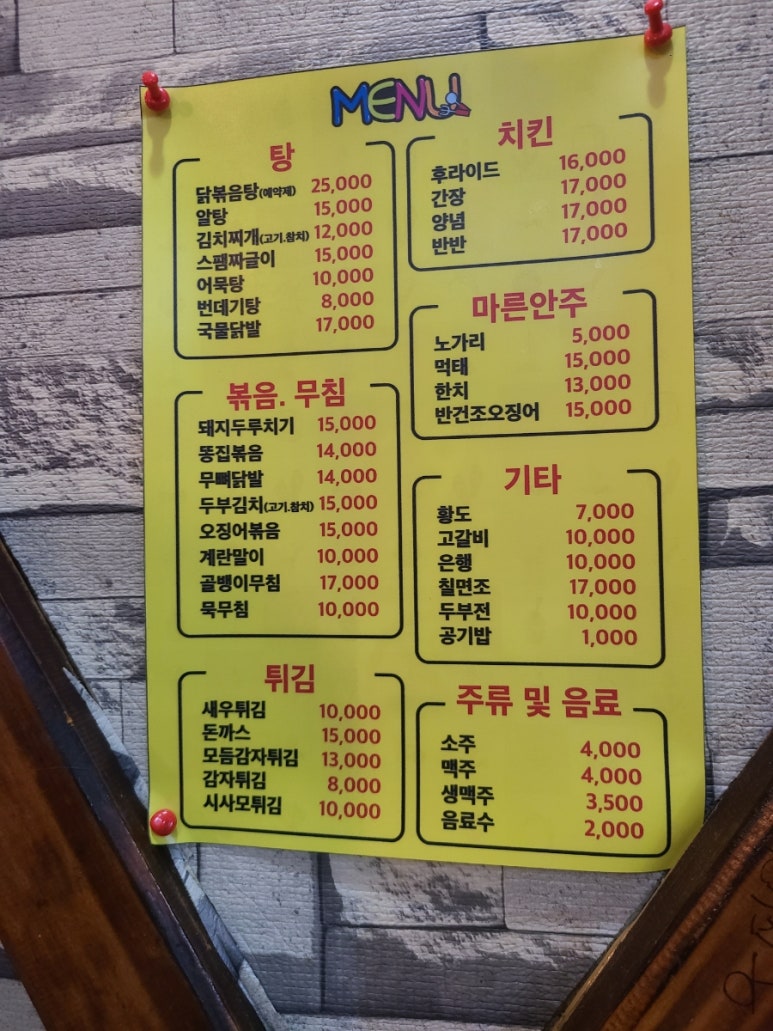 MENU
탕
닭볶음탕(예약제) 25,000
알탕 15,000
김치찌개(고기.참치) 12,000
스팸짜글이 15,000
어묵탕 10,000
번데기탕 8,000
국물닭발 17,000
볶음. 무침
돼지두루치기 15,000
똥집볶음 14,000
무뼈닭발 14,000
두부김치(고기.참치) 15,000
오징어볶음 15,000
계란말이 10,000
골뱅이무침 17,000
묵무침 10,000
튀김
새우튀김 10,000
돈까스 15,000
모듬감자튀김 13,000
감자튀김 8,000
시사모튀김 10,000
치킨
후라이드 16,000
간장 17,000
양념 17,000
반반 17,000
마른안주
노가리 5,000
먹태 15,000
한치 13,000
반건조오징어 15,000
기타
황도 7,000
고갈비 10,000
은행 10,000
칠면조 17,000
두부전 10,000
공기밥 1,000
주류 및 음료
소주 4,000
맥주 4,000
생맥주 3,500
음료수 2,000